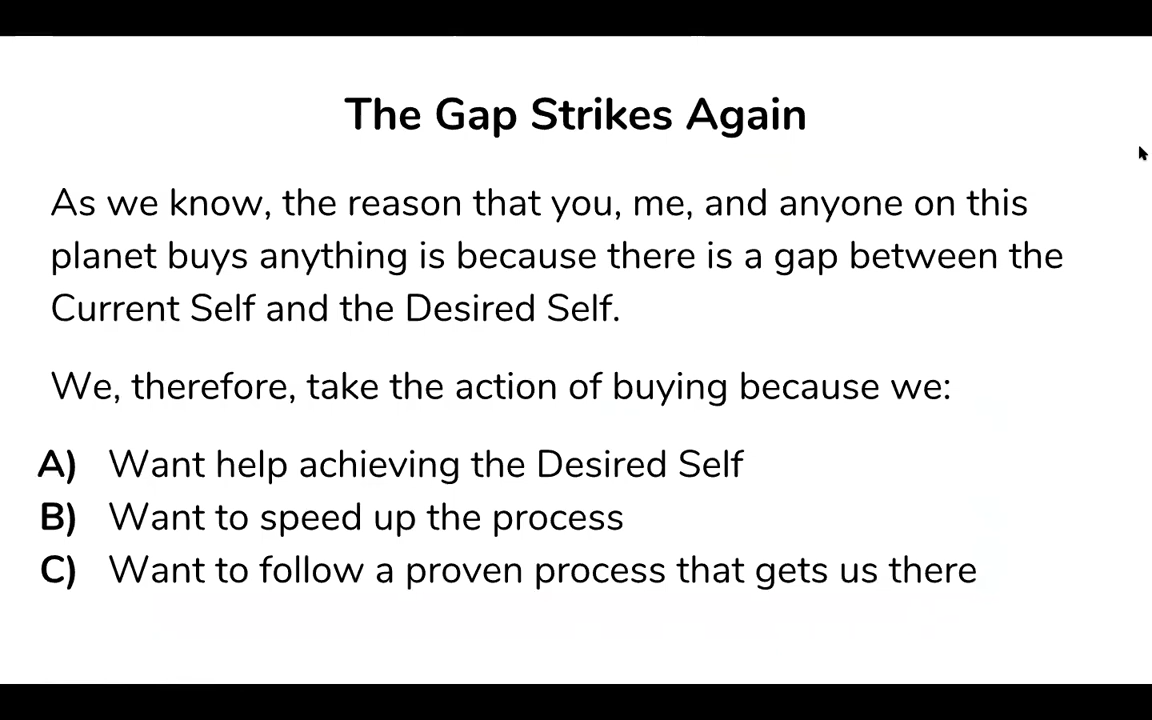 The Gap Strikes Again
As we know, the reason that you, me, and anyone on this
planet buys anything is because there is a gap between the
Current Self and the Desired Self.
We, therefore, take the action of buying because we:
A) Want help achieving the Desired Self
B) Want to speed up the process
C) Want to follow a proven process that gets us there